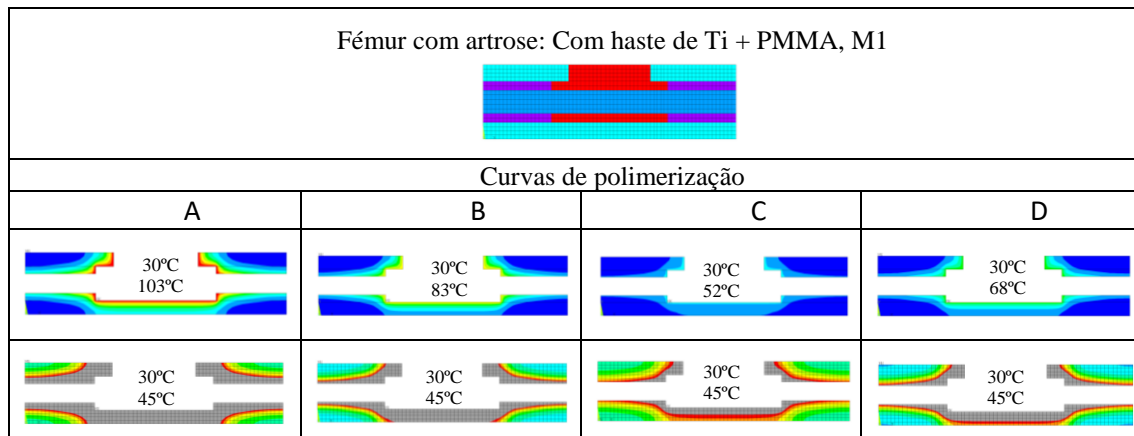 Fémur com artrose: Com haste de Ti + PMMA, M1
Curvas de polimerização
A B C D
30ºC 30ºC 30ºC 30ºC
103ºC 83ºC 52ºC 68ºC
30ºC 30ºC 30ºC 30ºC
45ºC 45ºC 45ºC 45ºC